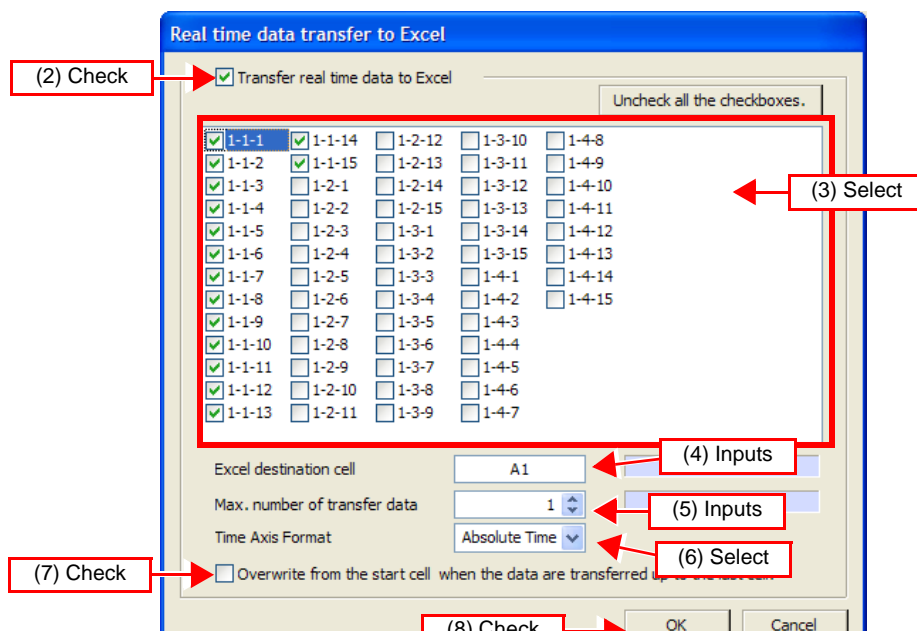 Real time data transfer to Excel
(2) Check
Transfer real time data to Excel
Uncheck all the checkboxes.
1-1-1 1-1-14 1-2-12 1-3-10 1-4-8
1-1-2 1-1-15 1-2-13 1-3-11 1-4-9
1-1-3 1-2-1 1-2-14 1-3-12 1-4-10
(3) Select
1-1-4 1-2-2 1-2-15 1-3-13 1-4-11
1-1-5 1-2-3 1-3-1 1-3-14 1-4-12
1-1-6 1-2-4 1-3-2 1-3-15 1-4-13
1-1-7 1-2-5 1-3-3 1-4-1 1-4-14
1-1-8 1-2-6 1-3-4 1-4-2 1-4-15
1-1-9 1-2-7 1-3-5 1-4-3
1-1-10 1-2-8 1-3-6 1-4-4
1-1-11 1-2-9 1-3-7 1-4-5
1-1-12 1-2-10 1-3-8 1-4-6
1-1-13 1-2-11 1-3-9 1-4-7
Excel destination cell A1
(4) Inputs
Max. number of transfer data 1
(5) Inputs
Time Axis Format Absolute Time
(6) Select
(7) Check
Overwrite from the start cell when the data are transferred
(8) Check
OK Cancel